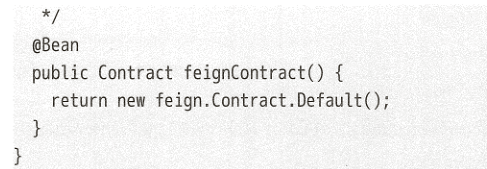 */
@Bean
public Contract feignContract() {
return new feign.Contract.Default();
}
}